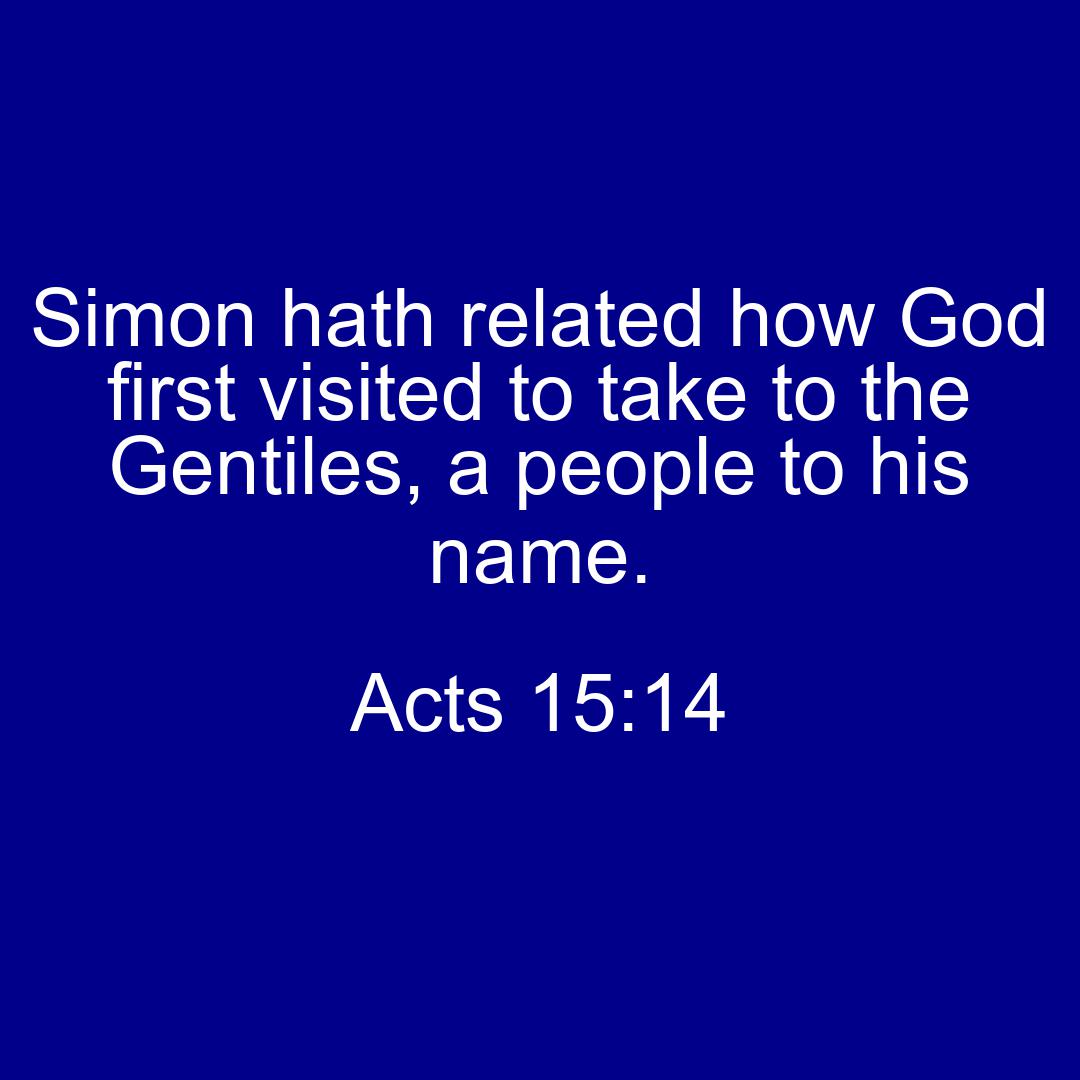 Simon hath related how God
first visited to take to the
Gentiles, a people to his
name.
Acts 15:14